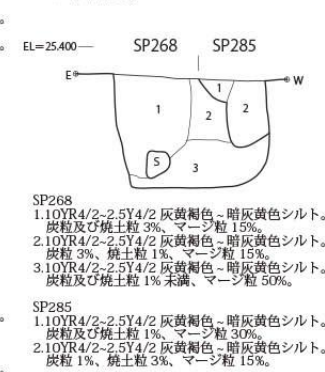 EL=25.400
SP268 SP285
E W
1 1 2 2
S 3
SP268
1.10YR4/2~2.5Y4/2 灰黄褐色～暗灰黄色シルト。
炭粒及び焼土粒 3%、マージ粒 15%。
2.10YR4/2~2.5Y4/2 灰黄褐色～暗灰黄色シルト。
炭粒 3%、焼土粒 1%、マージ粒 15%。
3.10YR4/2~2.5Y4/2 灰黄褐色～暗灰黄色シルト。
炭粒及び焼土粒 1% 未満、マージ粒 50%。
SP285
1.10YR4/2~2.5Y4/2 灰黄褐色～暗灰黄色シルト。
炭粒及び焼土粒 1%、マージ粒 30%。
2.10YR4/2~2.5Y4/2 灰黄褐色～暗灰黄色シルト。
炭粒 1%、焼土粒 3%、マージ粒 15%。